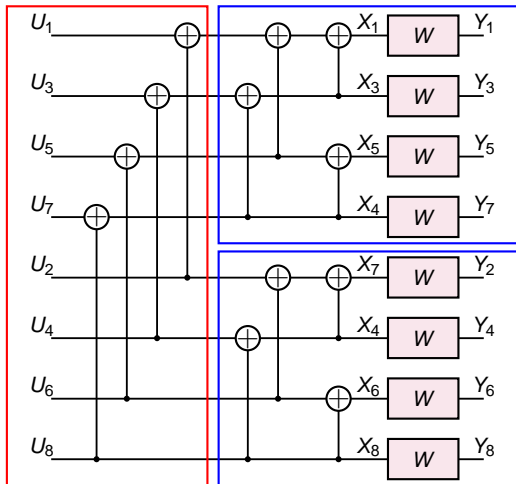 U1 X1 W Y1
U3 X3 W Y3
U5 X5 W Y5
U7 X4 W Y7
U2 X7 W Y2
U4 X4 W Y4
U6 X6 W Y6
U8 X8 W Y8